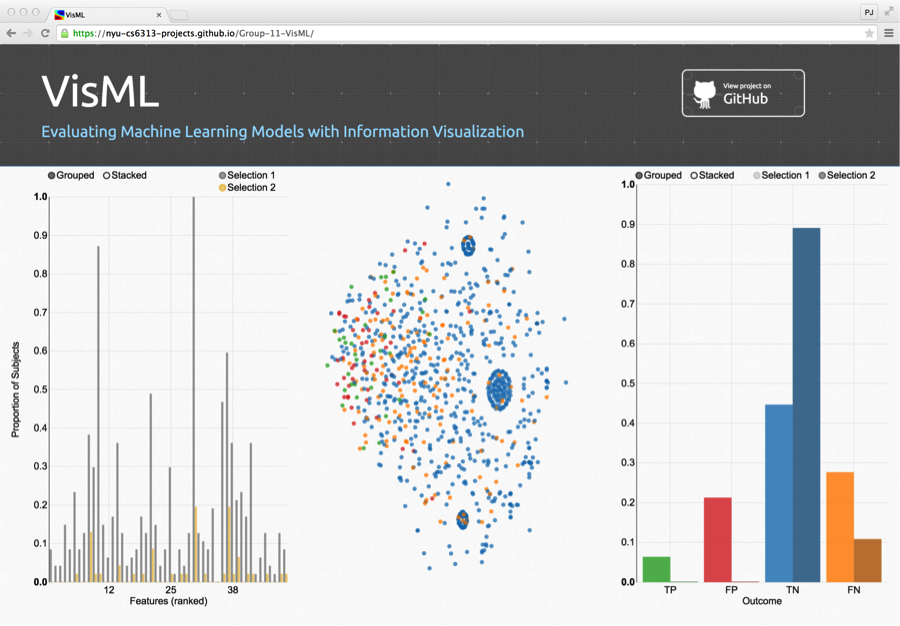 VisML
PJ
https://nyu-cs6313-projects.github.io/Group-11-VisML/
VisML
Evaluating Machine Learning Models with Information Visualization
View project on
GitHub
Grouped Stacked Selection 1
Selection 2
1.0
0.9
0.8
0.7
0.6
0.5
0.4
0.3
0.2
0.1
0.0
Proportion of Subjects
12 25 38
Features (ranked)
Grouped Stacked Selection 1 Selection 2
1.0
0.9
0.8
0.7
0.6
0.5
0.4
0.3
0.2
0.1
0.0
TP FP TN FN
Outcome